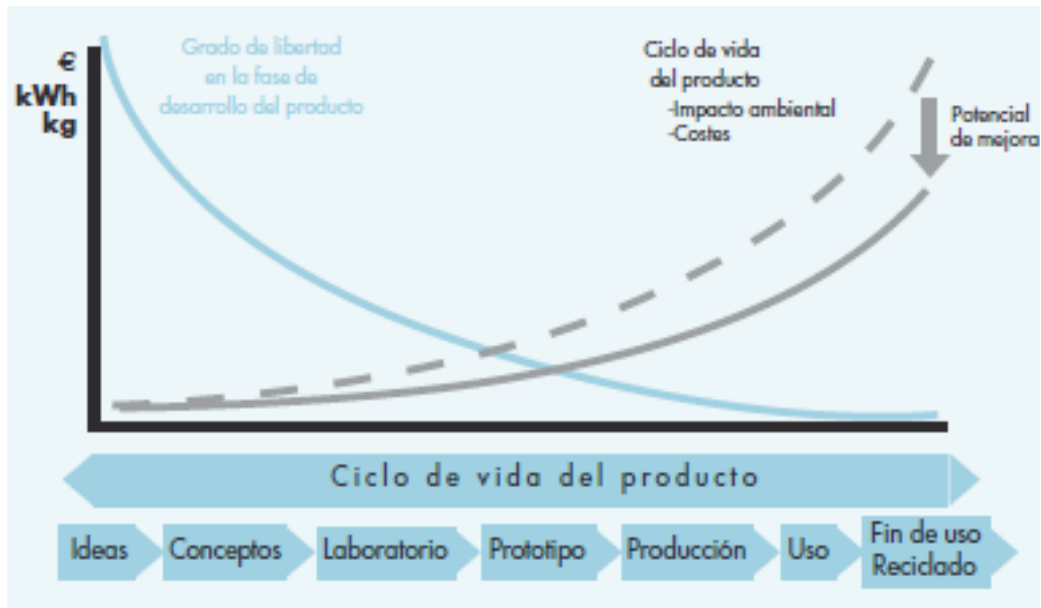 €
kWh
kg
Grado de libertad
en la fase de
desarrollo del producto
Ciclo de vida
del producto
-Impacto ambiental
-Costes
Potencial
de mejora
Ciclo de vida del producto
Ideas
Conceptos
Laboratorio
Prototipo
Producción
Uso
Fin de uso
Reciclado